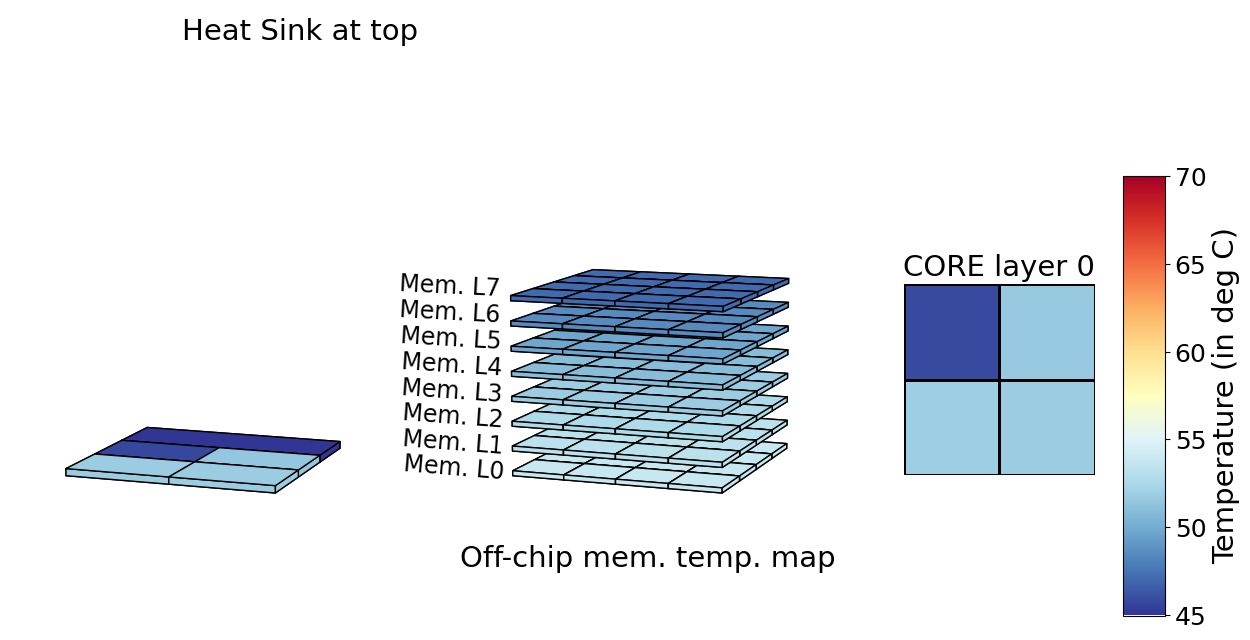 Heat Sink at top
Mem. L7
Mem. L6
Mem. L5
Mem. L4
Mem. L3
Mem. L2
Mem. L1
Mem. L0
Off-chip mem. temp. map
CORE layer 0
70
65
60
55
50
45
Temperature (in deg C)